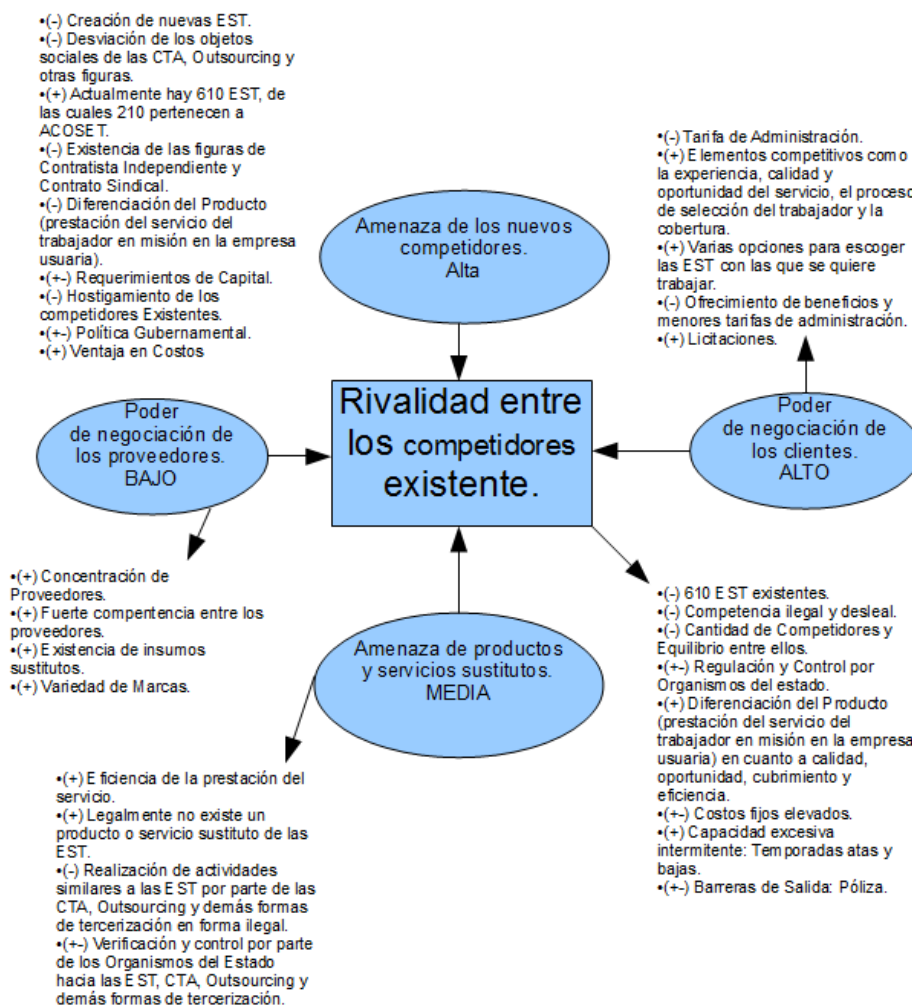 •(-) Creación de nuevas EST.
•(-) Desviación de los objetos
sociales de las CTA, Outsourcing y
otras figuras.
•(+) Actualmente hay 610 EST, de
las cuales 210 pertenecen a
ACOSET.
•(-) Existencia de las figuras de
Contratista Independiente y
Contrato Sindical.
•(-) Diferenciación del Producto
(prestación del servicio del
trabajador en misión en la empresa
usuaria).
•(+-) Requerimientos de Capital.
•(-) Hostigamiento de los
competidores Existentes.
•(+-) Política Gubernamental.
•(+) Ventaja en Costos
Amenaza de los nuevos
competidores.
Alta
•(-) Tarifa de Administración.
•(+) Elementos competitivos como
la experiencia, calidad y
oportunidad del servicio, el proceso
de selección del trabajador y la
cobertura.
•(+) Varias opciones para escoger
las EST con las que se quiere
trabajar.
•(-) Ofrecimiento de beneficios y
menores tarifas de administración.
•(+) Licitaciones.
Poder
de negociación de
los proveedores.
BAJO
Rivalidad entre
los competidores
existente.
Poder
de negociación de
los clientes.
ALTO
•(+) Concentración de
Proveedores.
•(+) Fuerte compentencia entre los
proveedores.
•(+) Existencia de insumos
sustitutos.
•(+) Variedad de Marcas.
Amenaza de productos
y servicios sustitutos.
MEDIA
•(-) 610 EST existentes.
•(-) Competencia ilegal y desleal.
•(-) Cantidad de Competidores y
Equilibrio entre ellos.
•(+-) Regulación y Control por
Organismos del estado.
•(+) Diferenciación del Producto
(prestación del servicio del
trabajador en misión en la empresa
usuaria) en cuanto a calidad,
oportunidad, cubrimiento y
eficiencia.
•(+-) Costos fijos elevados.
•(+) Capacidad excesiva
intermitente: Temporadas atas y
bajas.
•(+-) Barreras de Salida: Póliza.
•(+) Eficiencia de la prestación del
servicio.
•(+) Legalmente no existe un
producto o servicio sustituto de las
EST.
•(-) Realización de actividades
similares a las EST por parte de las
CTA, Outsourcing y demás formas
de tercerización en forma ilegal.
•(+-) Verificación y control por parte
de los Organismos del Estado
hacia las EST, CTA, Outsourcing y
demás formas de tercerización.